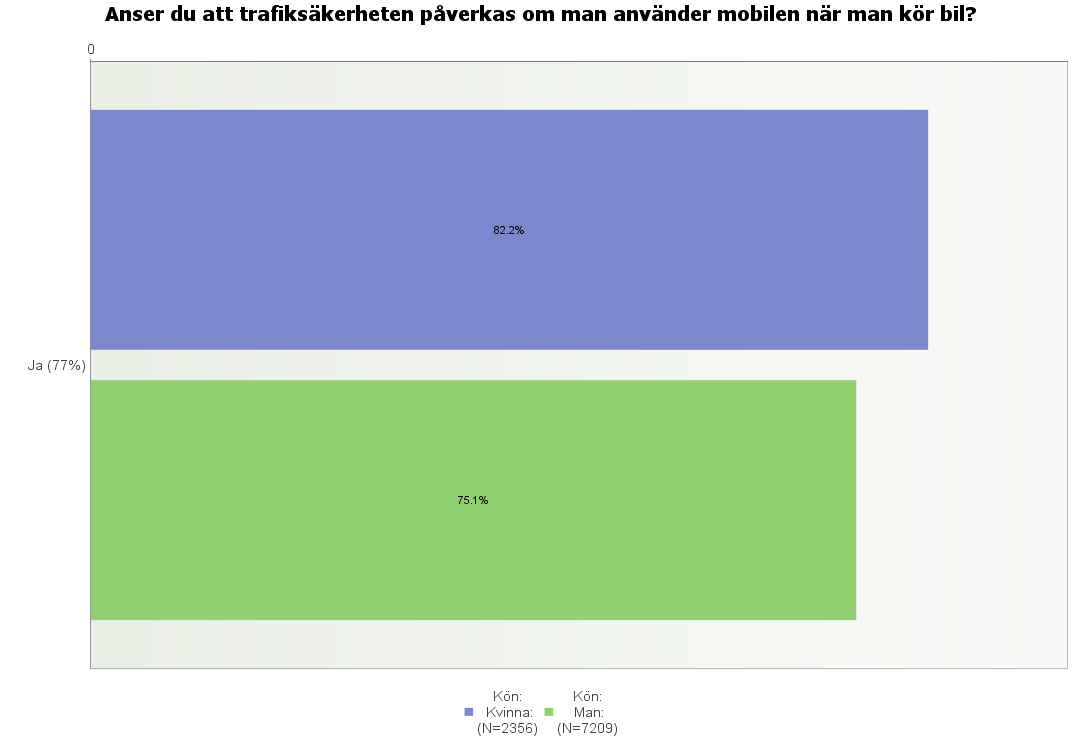 Anser du att trafiksäkerheten påverkas om man använder mobilen när man kör bil?
0
82.2%
Ja (77%)
75.1%
Kön:
Kvinna:
(N=2356)
Kön:
Man:
(N=7209)